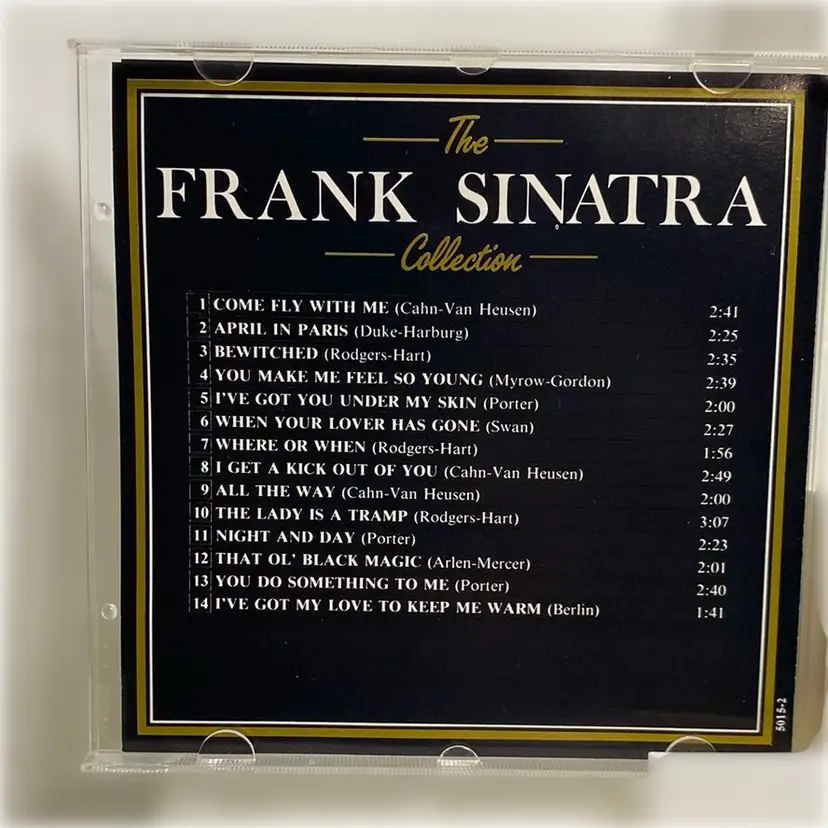 The
FRANK SINATRA
Collection
1 COME FLY WITH ME (Cahn-Van Heusen) 2:41
2 APRIL IN PARIS (Duke-Harburg) 2:25
3 BEWITCHED (Rodgers-Hart) 2:35
4 YOU MAKE ME FEEL SO YOUNG (Myrow-Gordon) 2:39
5 I'VE GOT YOU UNDER MY SKIN (Porter) 2:00
6 WHEN YOUR LOVER HAS GONE (Swan) 2:27
7 WHERE OR WHEN (Rodgers-Hart) 1:56
8 I GET A KICK OUT OF YOU (Cahn-Van Heusen) 2:49
9 ALL THE WAY (Cahn-Van Heusen) 2:00
10 THE LADY IS A TRAMP (Rodgers-Hart) 3:07
11 NIGHT AND DAY (Porter) 2:23
12 THAT OL' BLACK MAGIC (Arlen-Mercer) 2:01
13 YOU DO SOMETHING TO ME (Porter) 2:40
14 I'VE GOT MY LOVE TO KEEP ME WARM (Berlin) 1:41
5015-2